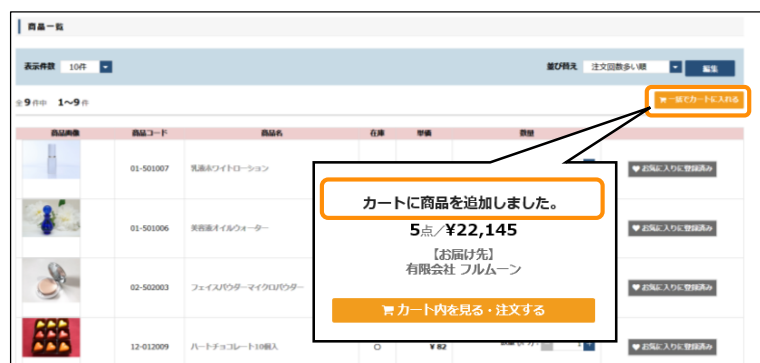 商品一覧
表示件数 10件
並び替え 注文回数多い順 編集
全9件中 1〜9件
一括でカートに入れる
商品画像 商品コード 商品名 在庫 単価 数量
01-501007 乳液ホワイトローション
お気に入りに登録済み
カートに商品を追加しました。
5点／¥22,145
【お届け先】
有限会社 フルムーン
カート内を見る・注文する
01-501006 美容液オイルウォーター
お気に入りに登録済み
02-502003 フェイスパウダーマイクロパウダー
お気に入りに登録済み
12-012009 ハートチョコレート10個入 ○ ¥82 1
お気に入りに登録済み